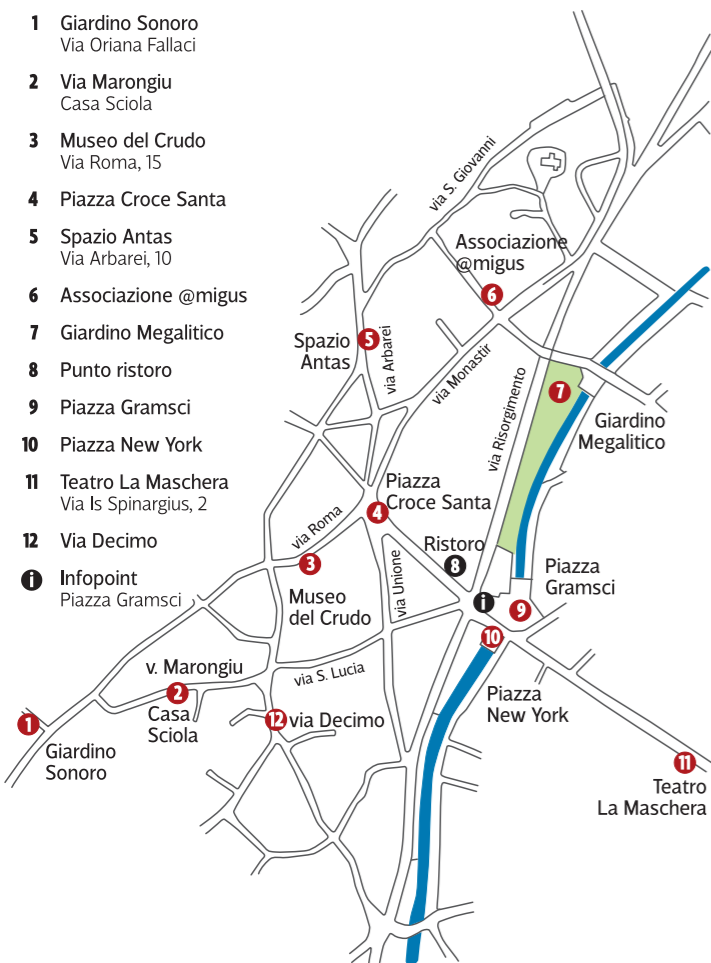 1 Giardino Sonoro
Via Oriana Fallaci
2 Via Marongiu
Casa Sciola
3 Museo del Crudo
Via Roma, 15
4 Piazza Croce Santa
5 Spazio Antas
Via Arbarei, 10
6 Associazione @migus
7 Giardino Megalitico
8 Punto ristoro
9 Piazza Gramsci
10 Piazza New York
11 Teatro La Maschera
Via Is Spinargius, 2
12 Via Decimo
i Infopoint
Piazza Gramsci
via S. Giovanni
Associazione
@migus
6
Spazio
Antas
5
via Arbarei
via Monastir
via Risorgimento
7
Giardino
Megalitico
Piazza
Croce Santa
4
via Roma
3
Museo
del Crudo
via Unione
Ristoro
8
i
Piazza
Gramsci
9
10
Piazza
New York
v. Marongiu
2
Casa
Sciola
via S. Lucia
12 via Decimo
1
Giardino
Sonoro
11
Teatro
La Maschera